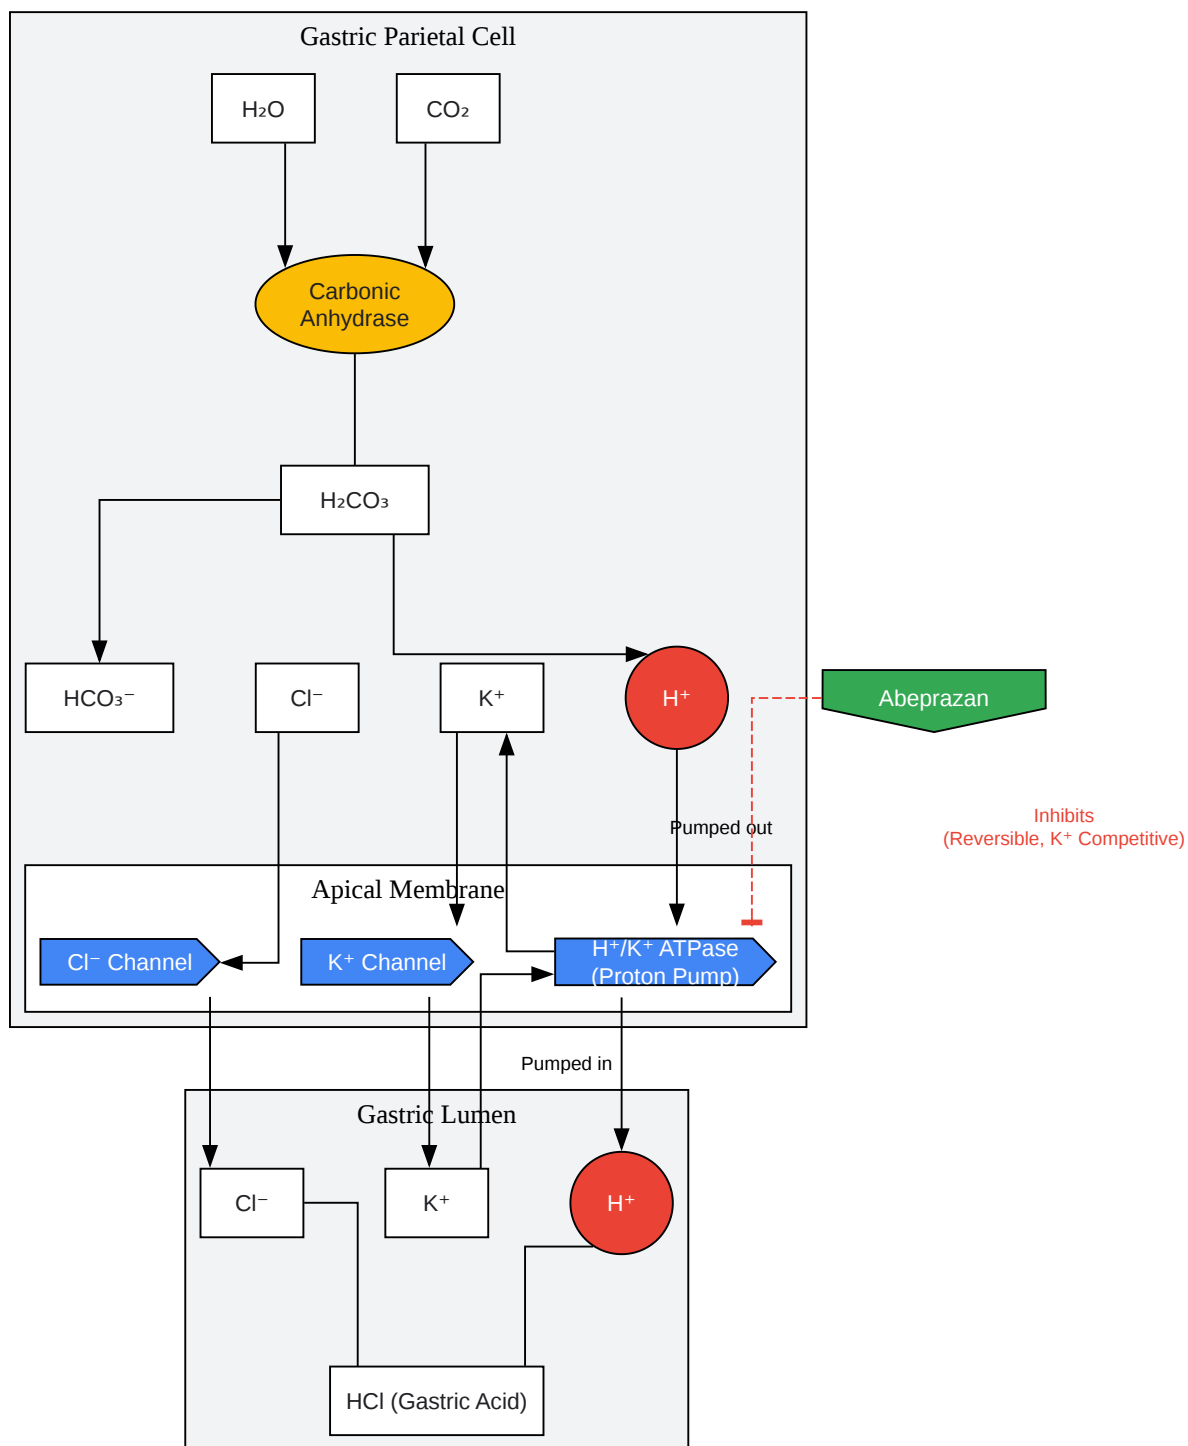 Gastric Parietal Cell
H₂O
CO₂
Carbonic
Anhydrase
H₂CO₃
HCO₃⁻
Cl⁻
K⁺
H⁺
Abeprazan
Pumped out
Inhibits
(Reversible, K⁺ Competitive)
Apical Membrane
Cl⁻ Channel
K⁺ Channel
H⁺/K⁺ ATPase
(Proton Pump)
Pumped in
Gastric Lumen
Cl⁻
K⁺
H⁺
HCl (Gastric Acid)